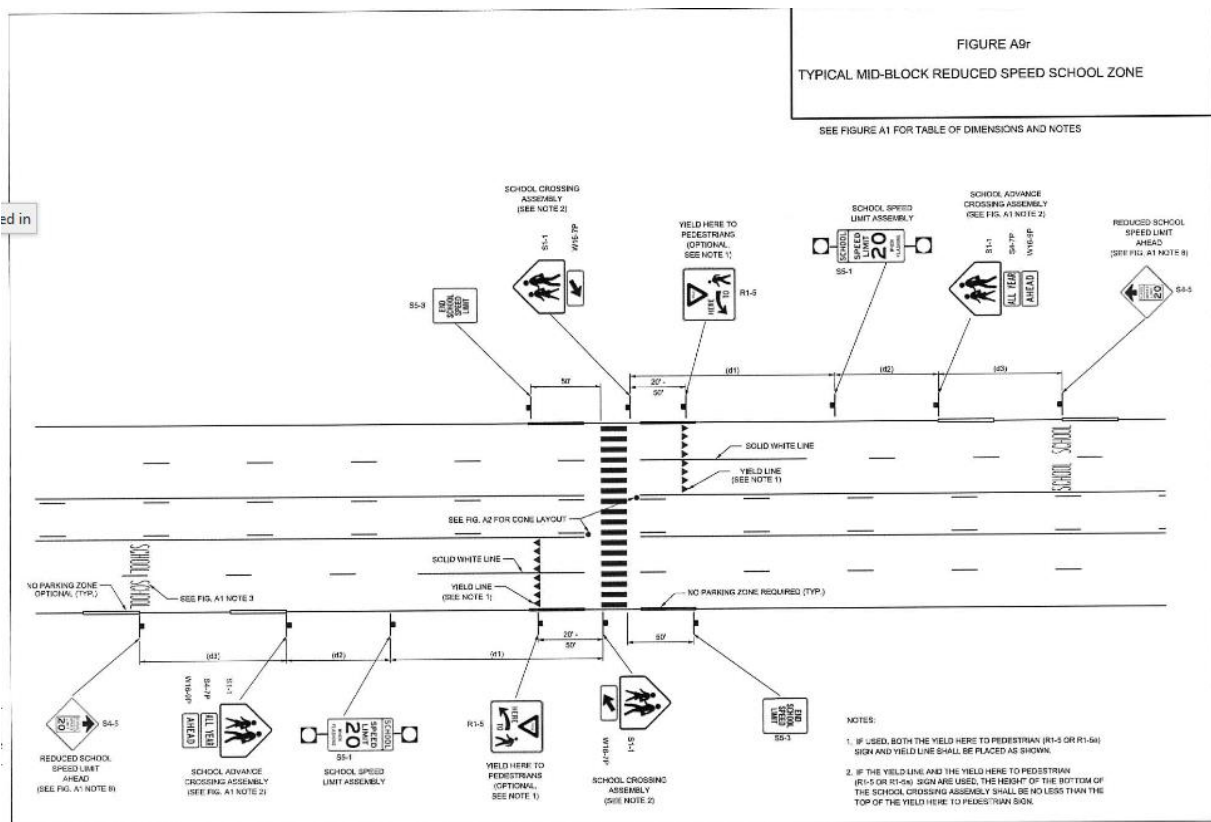 FIGURE A9r
TYPICAL MID-BLOCK REDUCED SPEED SCHOOL ZONE
SEE FIGURE A1 FOR TABLE OF DIMENSIONS AND NOTES
ed in
SCHOOL CROSSING
ASSEMBLY
(SEE NOTE 2)
S1-1
W16-7P
S5-3
END
SCHOOL
SPEED
LIMIT
YIELD HERE TO
PEDESTRIANS
(OPTIONAL,
SEE NOTE 1)
HERE
TO
R1-5
SCHOOL SPEED
LIMIT ASSEMBLY
SCHOOL
SPEED
LIMIT
20
WHEN
FLASHING
S5-1
SCHOOL ADVANCE
CROSSING ASSEMBLY
(SEE FIG. A1 NOTE 2)
S1-1
S4-7P
W16-9P
ALL YEAR
AHEAD
REDUCED SCHOOL
SPEED LIMIT
AHEAD
(SEE FIG. A1 NOTE 8)
20
S4-5
50'
20' -
50'
(d1)
(d2)
(d3)
SOLID WHITE LINE
YIELD LINE
(SEE NOTE 1)
SCHOOL SCHOOL
SEE FIG. A2 FOR CONE LAYOUT
SOLID WHITE LINE
YIELD LINE
(SEE NOTE 1)
SCHOOL SCHOOL
NO PARKING ZONE
OPTIONAL (TYP.)
SEE FIG. A1 NOTE 3
NO PARKING ZONE REQUIRED (TYP.)
(d3)
(d2)
(d1)
20' -
50'
50'
20
S4-5
REDUCED SCHOOL
SPEED LIMIT
AHEAD
(SEE FIG. A1 NOTE 8)
W16-9P
S4-7P
S1-1
AHEAD
ALL YEAR
SCHOOL ADVANCE
CROSSING ASSEMBLY
(SEE FIG. A1 NOTE 2)
SCHOOL
SPEED
LIMIT
20
WHEN
FLASHING
S5-1
SCHOOL SPEED
LIMIT ASSEMBLY
R1-5
HERE
TO
YIELD HERE TO
PEDESTRIANS
(OPTIONAL,
SEE NOTE 1)
W16-7P
S1-1
SCHOOL CROSSING
ASSEMBLY
(SEE NOTE 2)
END
SCHOOL
SPEED
LIMIT
S5-3
NOTES:
1. IF USED, BOTH THE YIELD HERE TO PEDESTRIAN (R1-5 OR R1-5a)
SIGN AND YIELD LINE SHALL BE PLACED AS SHOWN.
2. IF THE YIELD LINE AND THE YIELD HERE TO PEDESTRIAN
(R1-5 OR R1-5a) SIGN ARE USED, THE HEIGHT OF THE BOTTOM OF
THE SCHOOL CROSSING ASSEMBLY SHALL BE NO LESS THAN THE
TOP OF THE YIELD HERE TO PEDESTRIAN SIGN.